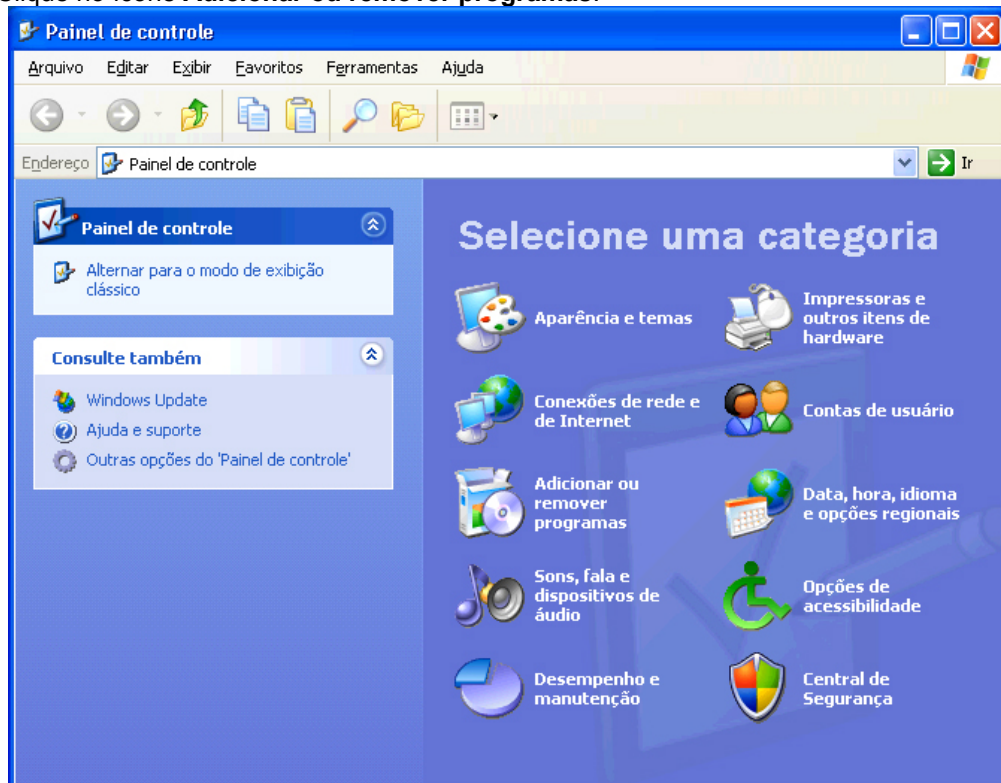 Clique no ícone Adicionar ou remover programas.
Painel de controle
Arquivo Editar Exibir Favoritos Ferramentas Ajuda
Endereço Painel de controle Ir
Painel de controle
Alternar para o modo de exibição
clássico
Consulte também
Windows Update
Ajuda e suporte
Outras opções do 'Painel de controle'
Selecione uma categoria
Aparência e temas
Impressoras e
outros itens de
hardware
Conexões de rede e
de Internet
Contas de usuário
Adicionar ou
remover
programas
Data, hora, idioma
e opções regionais
Sons, fala e
dispositivos de
áudio
Opções de
acessibilidade
Desempenho e
manutenção
Central de
Segurança